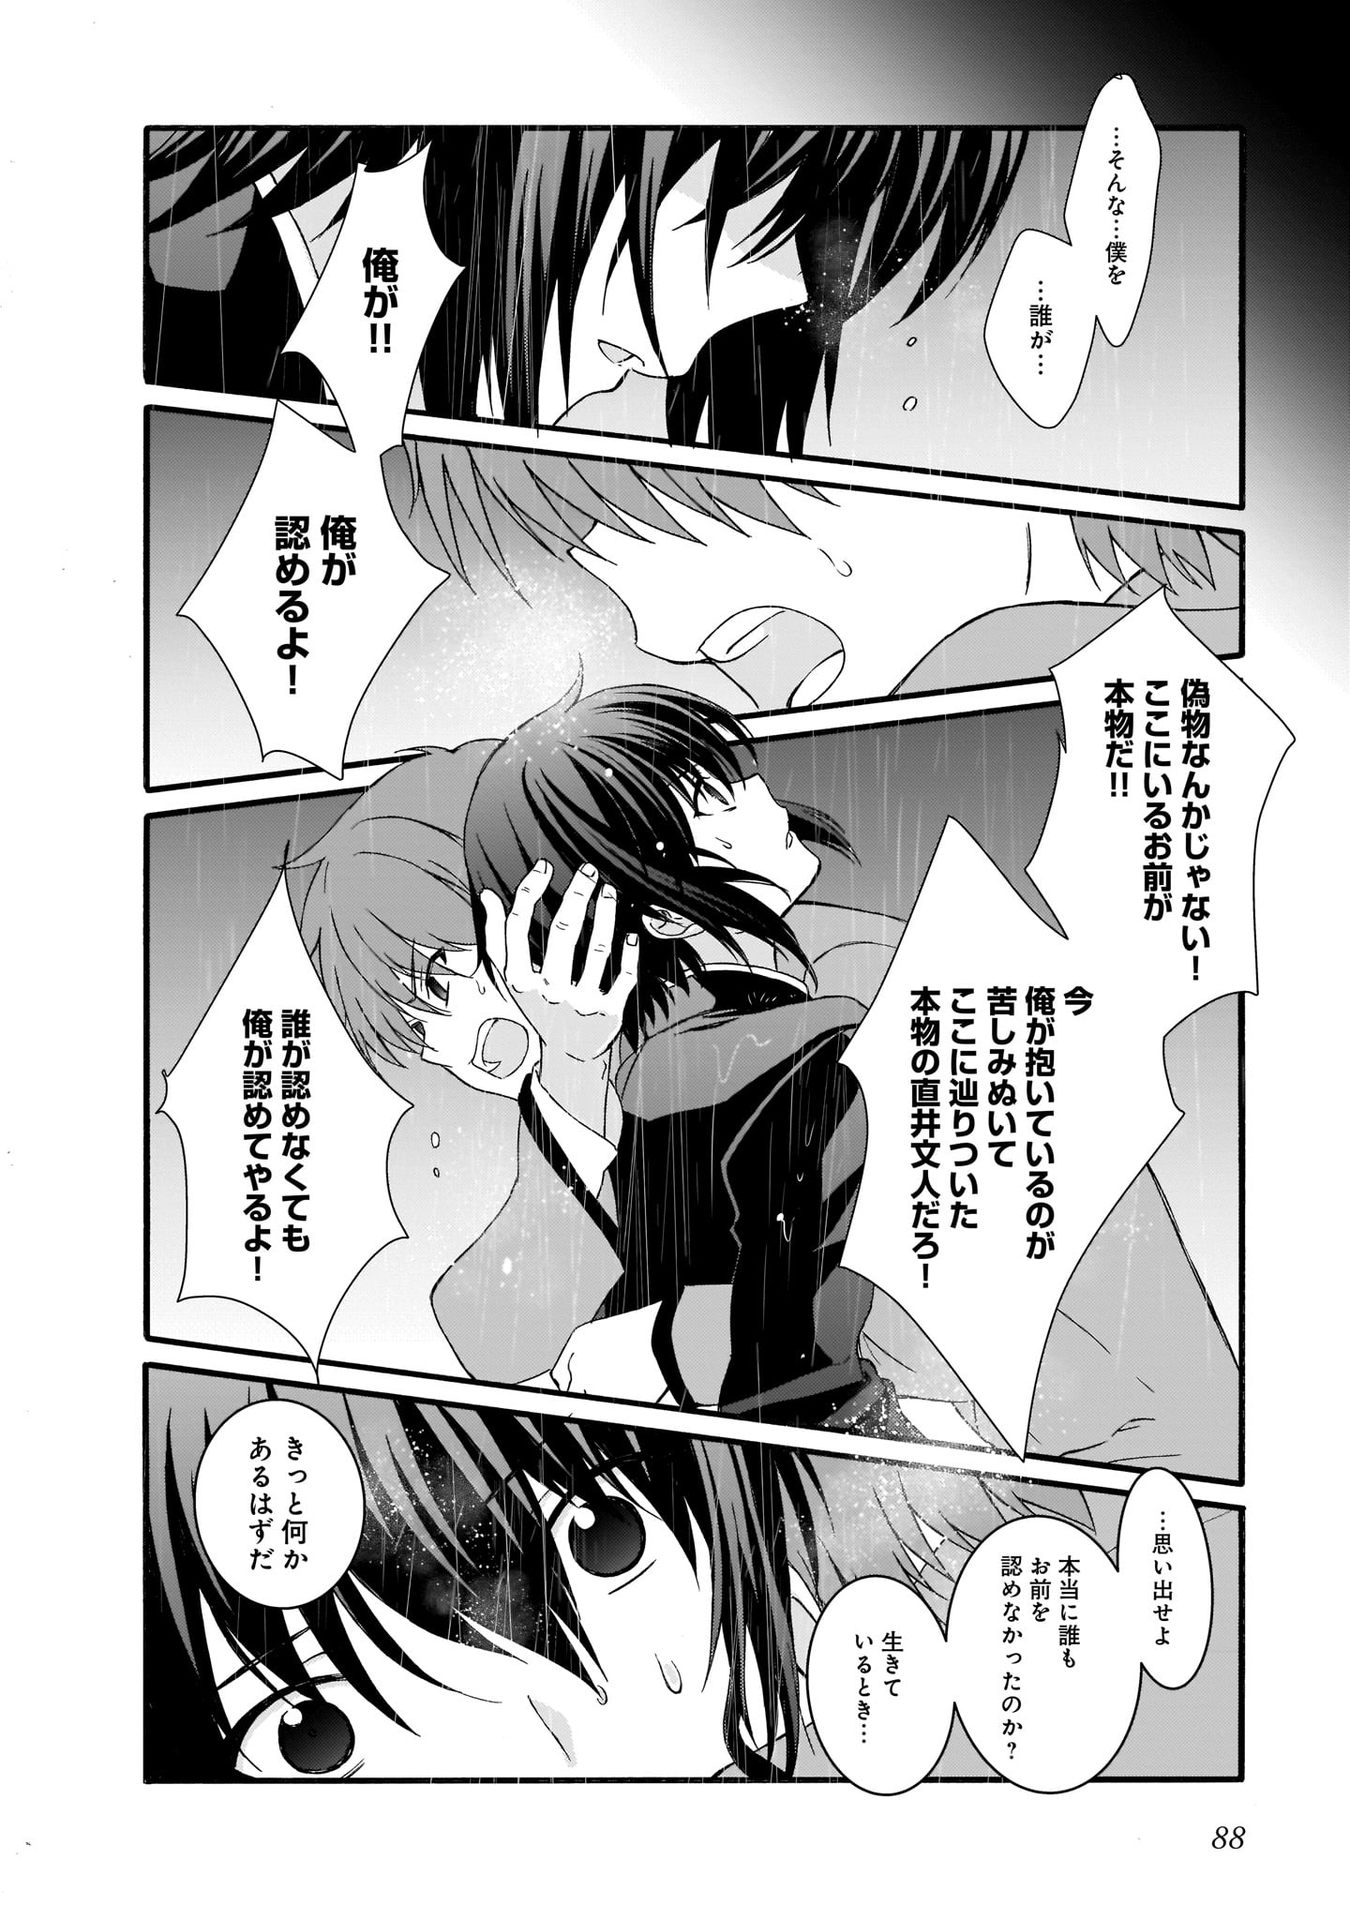 …そんな…僕を
…誰が…
俺が!!
俺が
認めるよ!
偽物なんかじゃない!
ここにいるお前が
本物だ!!
今
俺が抱いているのが
苦しみぬいて
ここに辿りついた
本物の直井文人だろ!
誰が認めなくても
俺が認めてやるよ!
…思い出せよ
本当に誰も
お前を
認めなかったのか?
生きて
いるとき…
きっと何か
あるはずだ
88